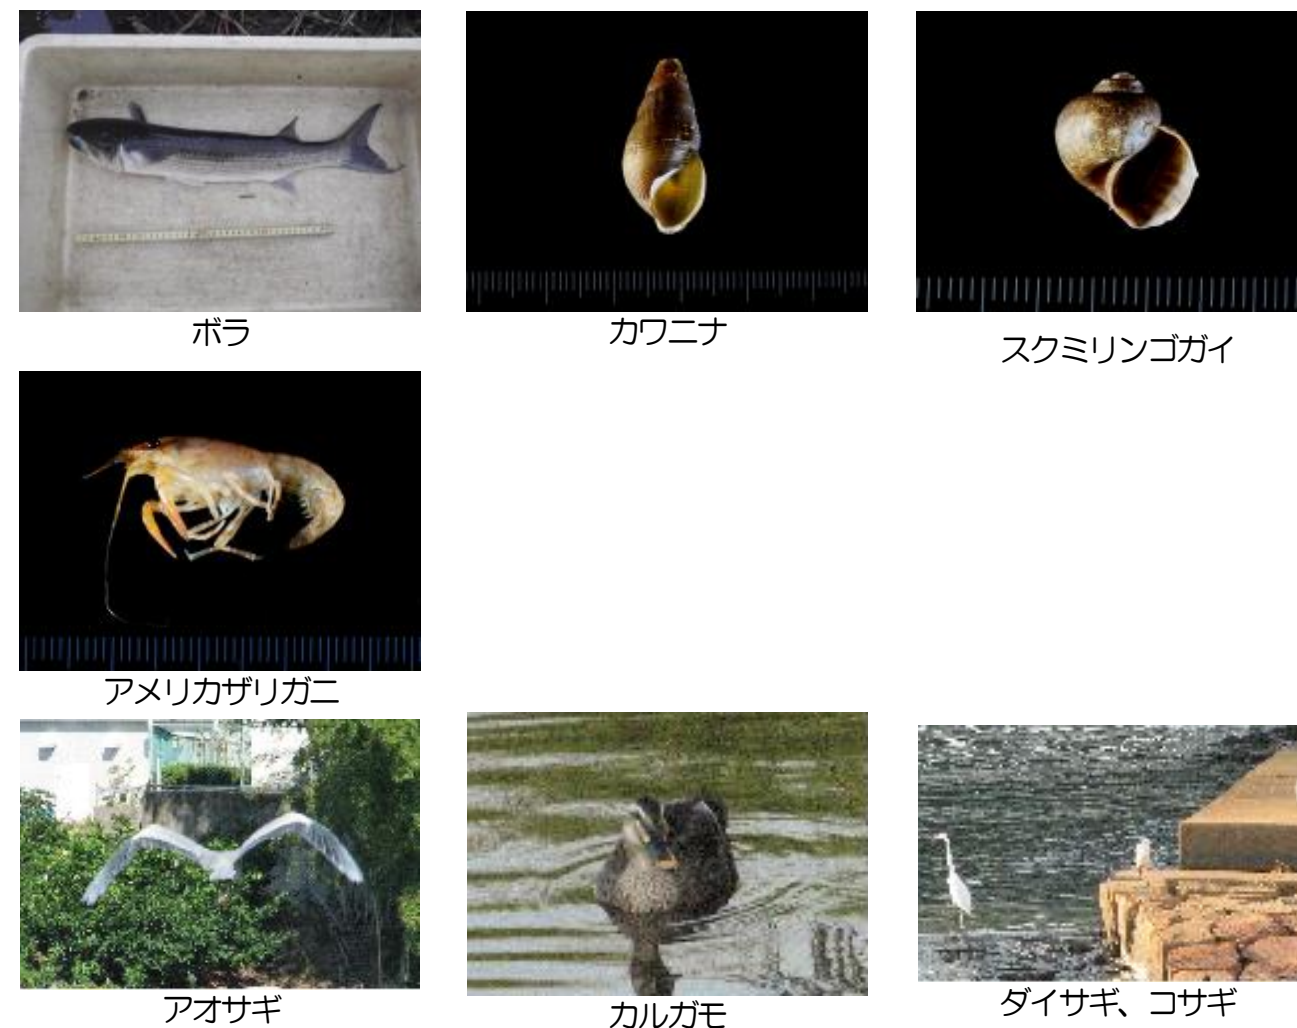 ボラ
カワニナ
スクミリンゴガイ
アメリカザリガニ
アオサギ
カルガモ
ダイサギ、コサギ